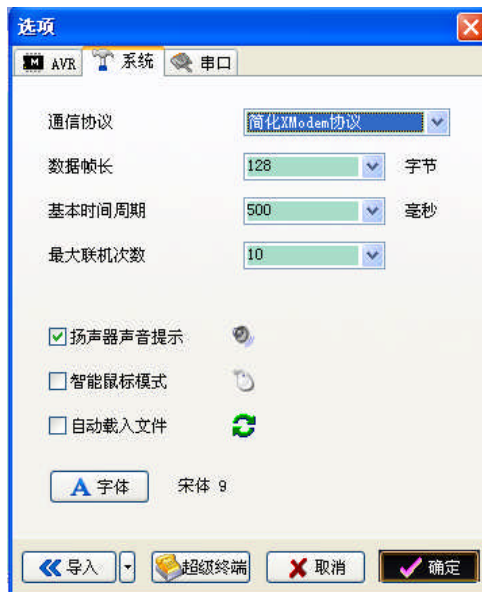 选项
AVR 系统 串口
通信协议 简化XModem协议
数据帧长 128 字节
基本时间周期 500 毫秒
最大联机次数 10
扬声器声音提示
智能鼠标模式
自动载入文件
A 字体 宋体 9
导入 超级终端 取消 确定